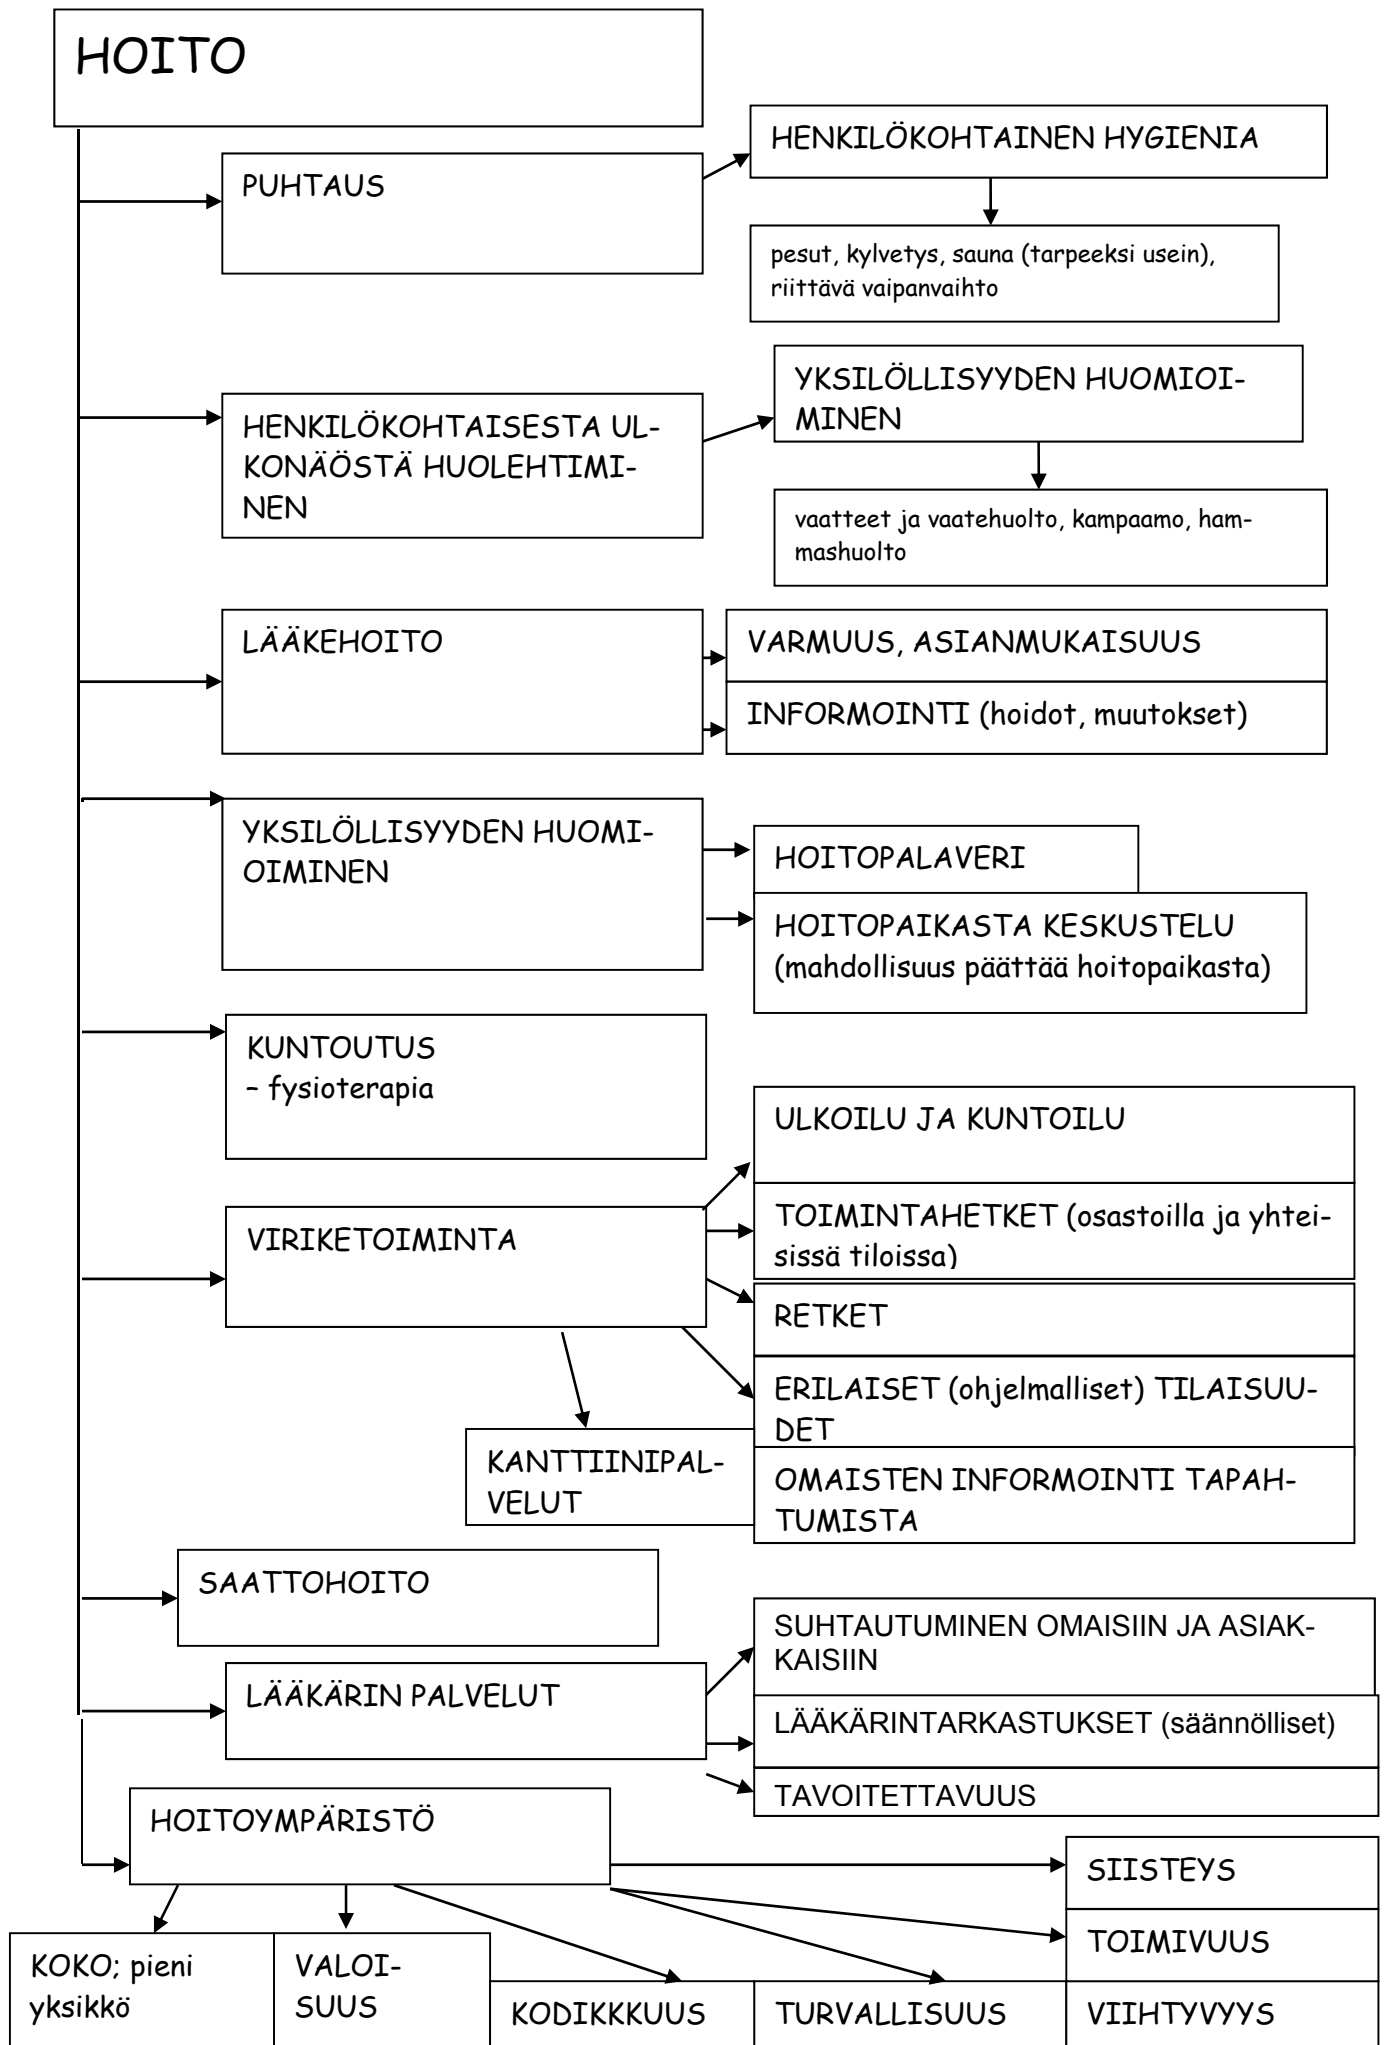 HOITO
PUHTAUS
HENKILÖKOHTAINEN HYGIENIA
pesut, kylvetys, sauna (tarpeeksi usein),
riittävä vaipanvaihto
HENKILÖKOHTAISESTA UL-
KONÄÖSTÄ HUOLEHTIMI-
NEN
YKSILÖLLISYYDEN HUOMIOI-
MINEN
vaatteet ja vaatehuolto, kampaamo, ham-
mashuolto
LÄÄKEHOITO
VARMUUS, ASIANMUKAISUUS
INFORMOINTI (hoidot, muutokset)
YKSILÖLLISYYDEN HUOMI-
OIMINEN
HOITOPALAVERI
HOITOPAIKASTA KESKUSTELU
(mahdollisuus päättää hoitopaikasta)
KUNTOUTUS
– fysioterapia
VIRIKETOIMINTA
ULKOILU JA KUNTOILU
TOIMINTAHETKET (osastoilla ja yhtei-
sissä tiloissa)
RETKET
ERILAISET (ohjelmalliset) TILAISUU-
DET
KANTTIINIPAL-
VELUT
OMAISTEN INFORMOINTI TAPAH-
TUMISTA
SAATTOHOITO
LÄÄKÄRIN PALVELUT
SUHTAUTUMINEN OMAISIIN JA ASIAK-
KAISIIN
LÄÄKÄRINTARKASTUKSET (säännölliset)
TAVOITETTAVUUS
HOITOYMPÄRISTÖ
SIISTEYS
TOIMIVUUS
KOKO; pieni
yksikkö
VALOI-
SUUS
KODIKKKUUS
TURVALLISUUS
VIIHTYVYYS